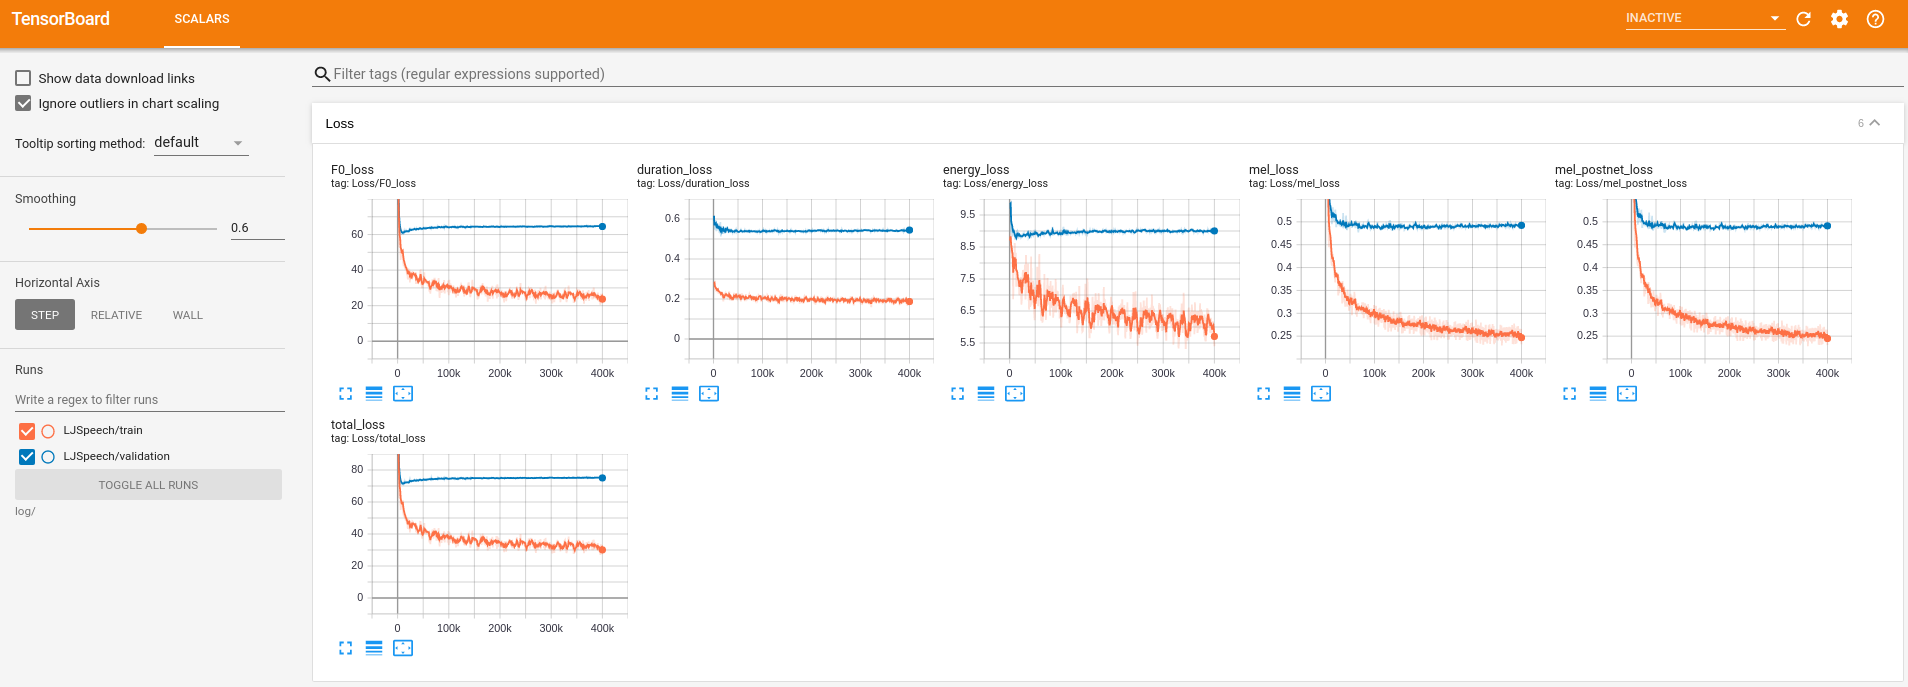 TensorBoard
SCALARS
INACTIVE
Show data download links
Ignore outliers in chart scaling
Tooltip sorting method: default
Smoothing
0.6
Horizontal Axis
STEP RELATIVE WALL
Runs
Write a regex to filter runs
LJSpeech/train
LJSpeech/validation
TOGGLE ALL RUNS
log/
Filter tags (regular expressions supported)
Loss
6
F0_loss
tag: Loss/F0_loss
60
40
20
0
0 100k 200k 300k 400k
duration_loss
tag: Loss/duration_loss
0.6
0.4
0.2
0
0 100k 200k 300k 400k
energy_loss
tag: Loss/energy_loss
9.5
8.5
7.5
6.5
5.5
0 100k 200k 300k 400k
mel_loss
tag: Loss/mel_loss
0.5
0.45
0.4
0.35
0.3
0.25
0 100k 200k 300k 400k
mel_postnet_loss
tag: Loss/mel_postnet_loss
0.5
0.45
0.4
0.35
0.3
0.25
0 100k 200k 300k 400k
total_loss
tag: Loss/total_loss
80
60
40
20
0
0 100k 200k 300k 400k